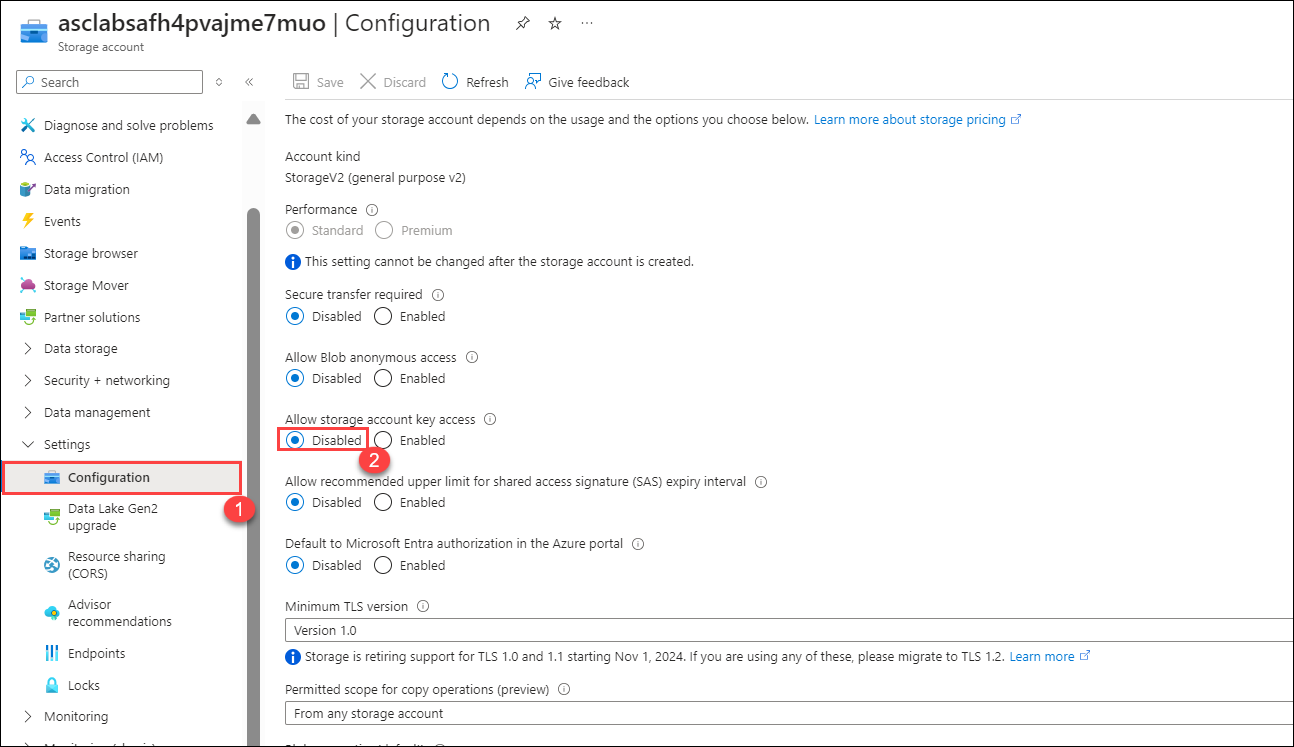 asclabsafh4pvajme7muo | Configuration
Storage account
Search
Save
Discard
Refresh
Give feedback
Diagnose and solve problems
Access Control (IAM)
Data migration
Events
Storage browser
Storage Mover
Partner solutions
Data storage
Security + networking
Data management
Settings
Configuration
1
Data Lake Gen2
upgrade
Resource sharing
(CORS)
Advisor
recommendations
Endpoints
Locks
Monitoring
The cost of your storage account depends on the usage and the options you choose below. Learn more about storage pricing
Account kind
StorageV2 (general purpose v2)
Performance
Standard Premium
This setting cannot be changed after the storage account is created.
Secure transfer required
Disabled Enabled
Allow Blob anonymous access
Disabled Enabled
Allow storage account key access
Disabled Enabled
2
Allow recommended upper limit for shared access signature (SAS) expiry interval
Disabled Enabled
Default to Microsoft Entra authorization in the Azure portal
Disabled Enabled
Minimum TLS version
Version 1.0
Storage is retiring support for TLS 1.0 and 1.1 starting Nov 1, 2024. If you are using any of these, please migrate to TLS 1.2. Learn more
Permitted scope for copy operations (preview)
From any storage account